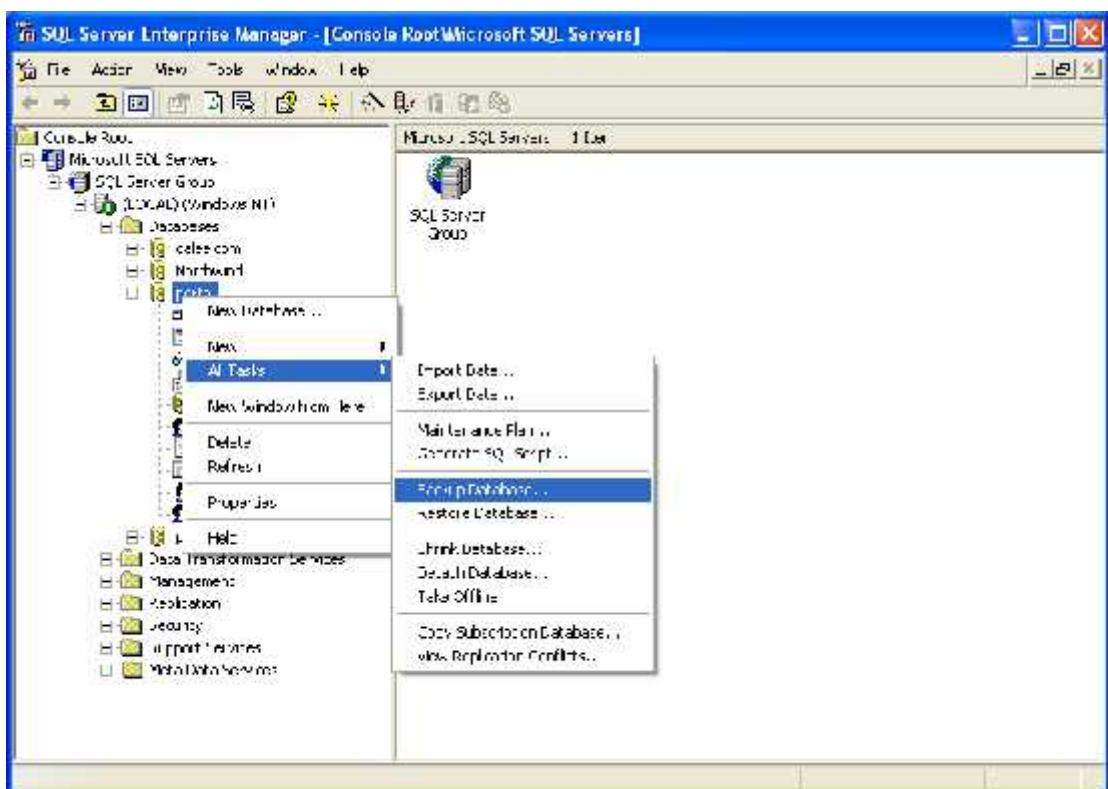 SQL Server Enterprise Manager - [Console Root\Microsoft SQL Servers]
File Action View Tools Window Help
Console Root
Microsoft SQL Servers 1 Item
Microsoft SQL Servers
SQL Server Group
(LOCAL) (Windows NT)
Databases
Northwind
SQL Server
Group
New Database...
New
All Tasks
New Window from Here
Delete
Refresh
Properties
Help
Import Data...
Export Data...
Maintenance Plan...
Generate SQL Script...
Backup Database...
Restore Database...
Shrink Database...
Detach Database...
Take Offline
Copy Subscription Database...
View Replication Conflicts...
Data Transformation Services
Management
Replication
Security
Support Services
Meta Data Services